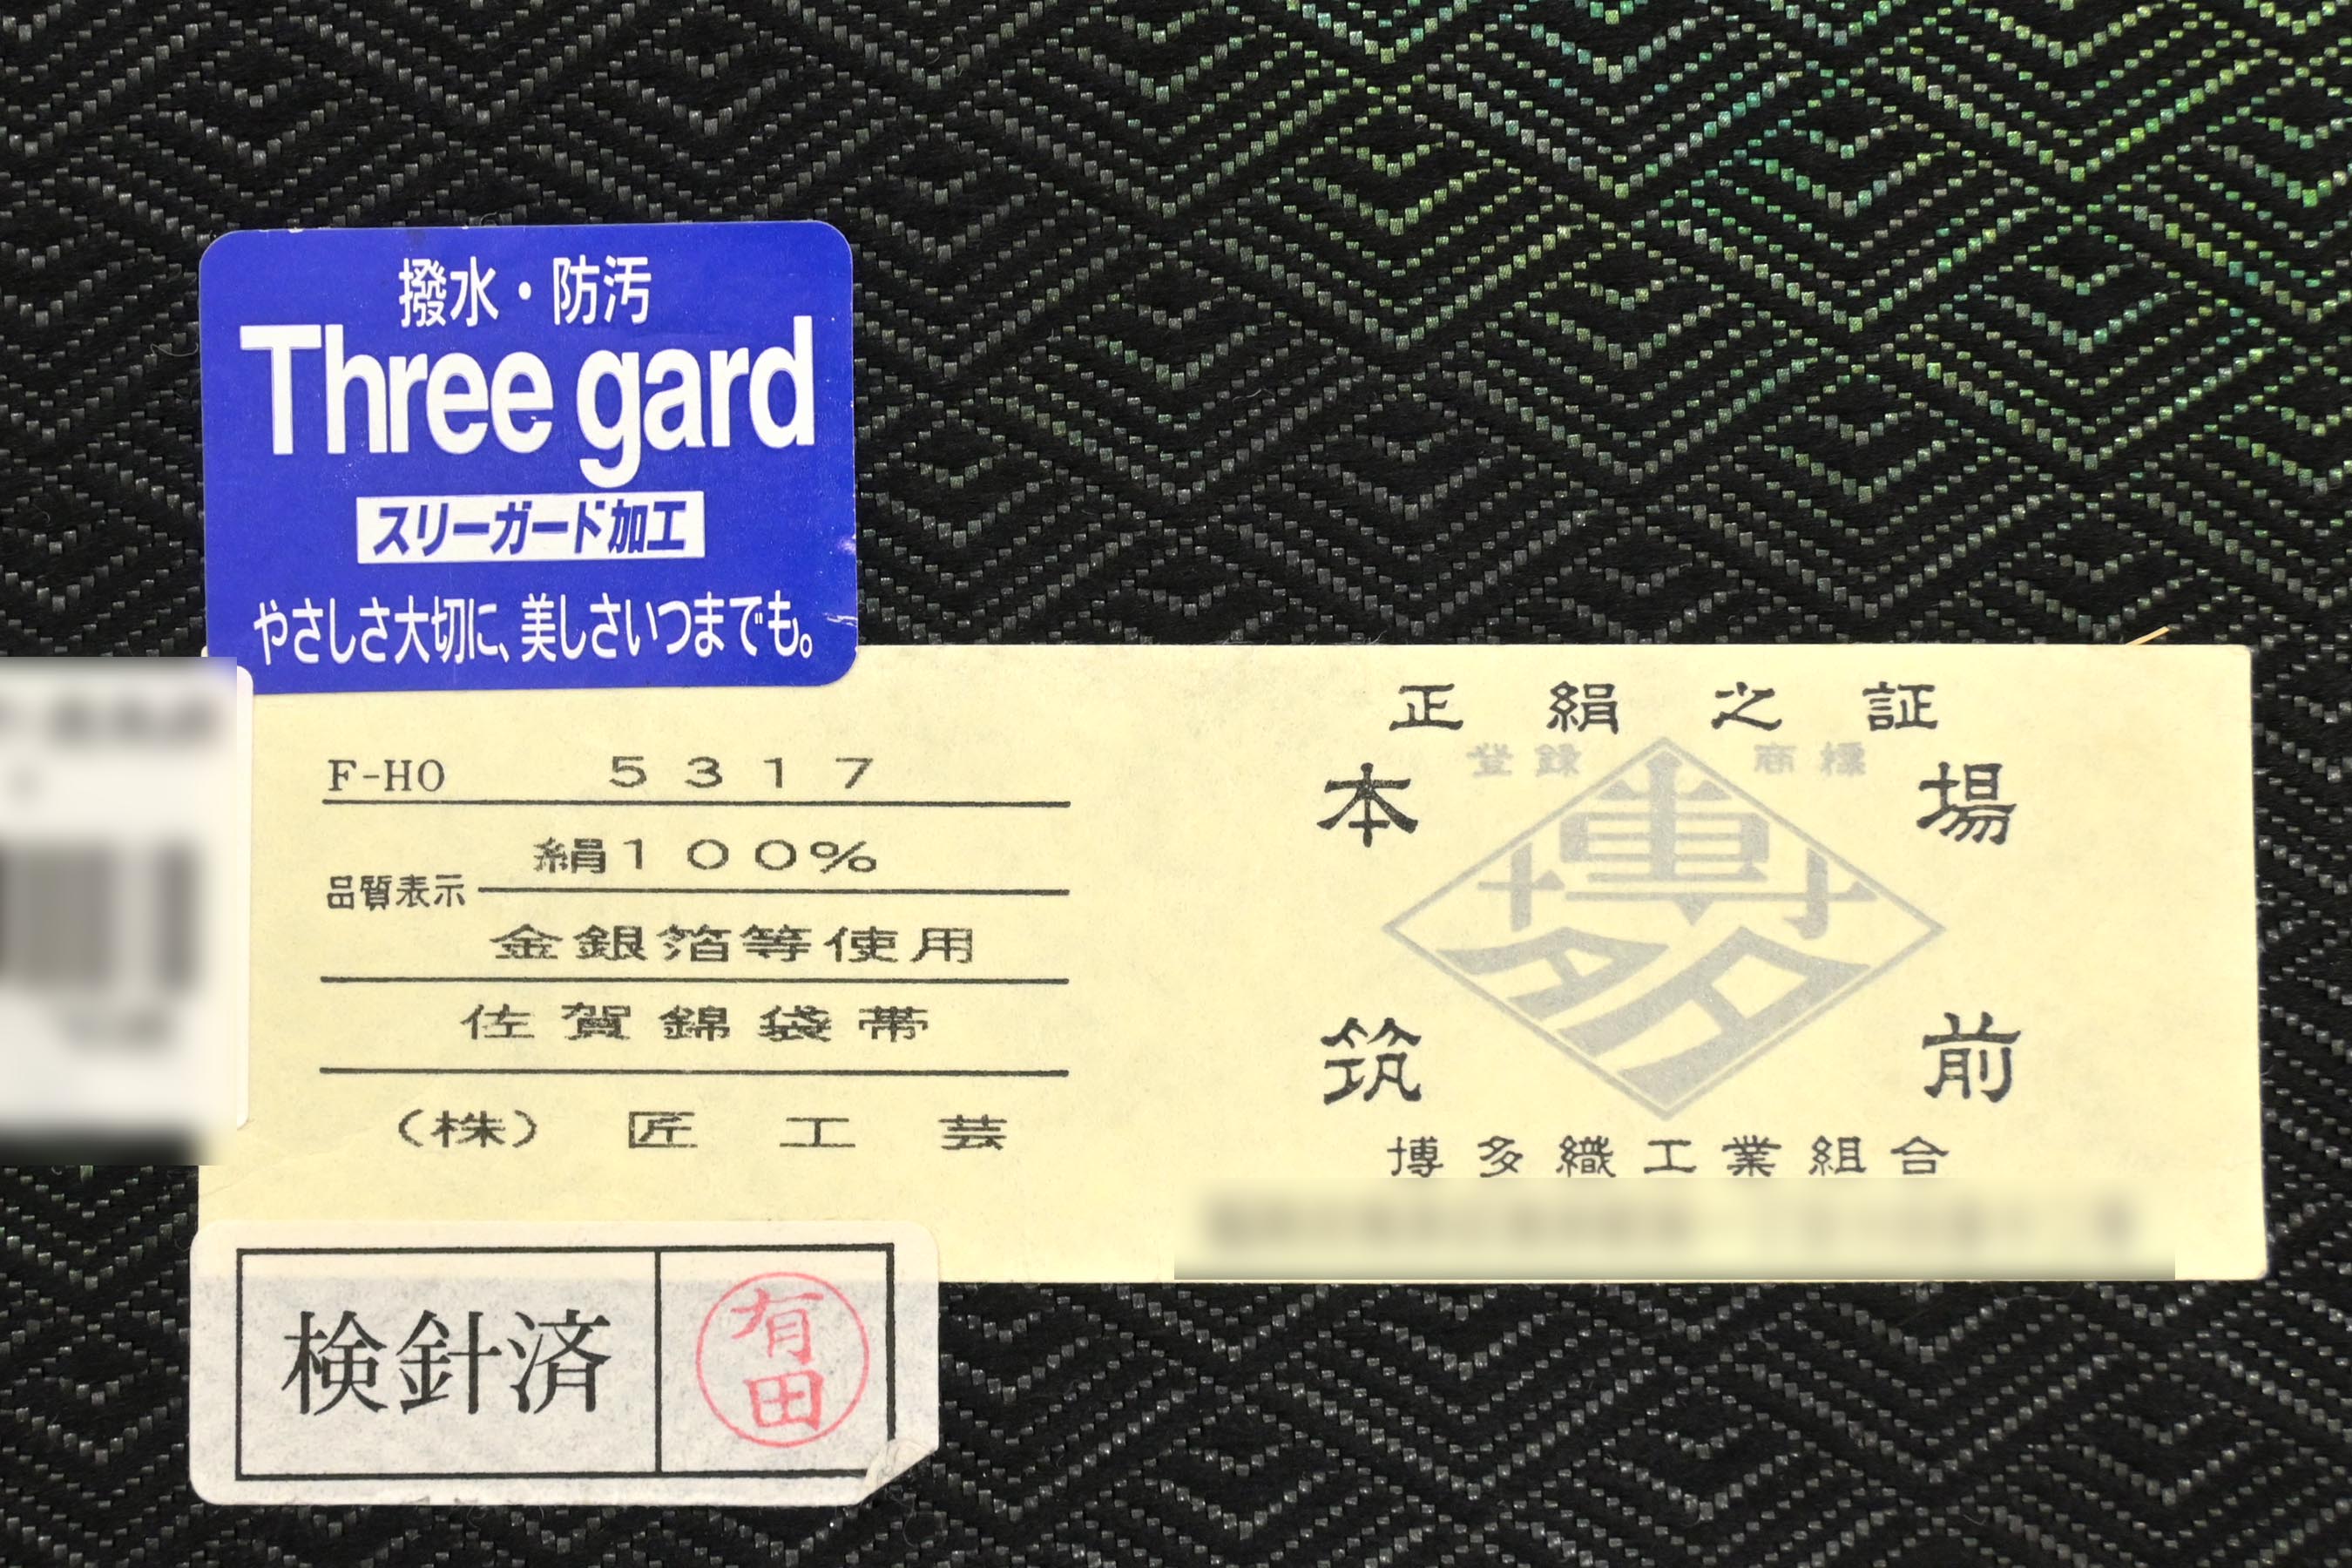 撥水・防汚
Three gard
スリーガード加工
やさしさ大切に、美しさいつまでも。
F-HO 5317
絹100%
品質表示
金銀箔等使用
佐賀錦袋帯
(株) 匠工芸
検針済
有田
正絹之証
登録 商標
本場
博多
筑前
博多織工業組合